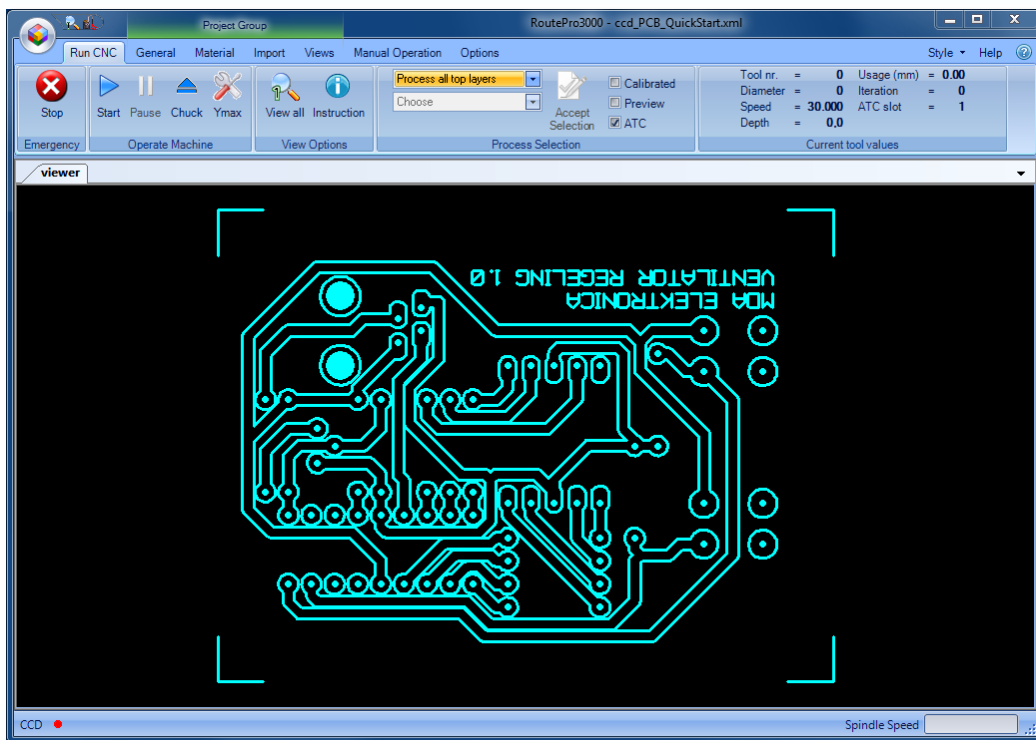 Project Group
RoutePro3000 - ccd_PCB_QuickStart.xml
Run CNC General Material Import Views Manual Operation Options Style Help
Stop
Emergency
Start Pause Chuck Ymax
Operate Machine
View all Instruction
View Options
Process all top layers
Choose
Accept
Selection
Calibrated
Preview
ATC
Process Selection
Tool nr. = 0 Usage (mm) = 0.00
Diameter = 0 Iteration = 0
Speed = 30.000 ATC slot = 1
Depth = 0,0
Current tool values
viewer
VENTILATOR REGELING 1.0
MDA ELEKTRONICA
CCD
Spindle Speed